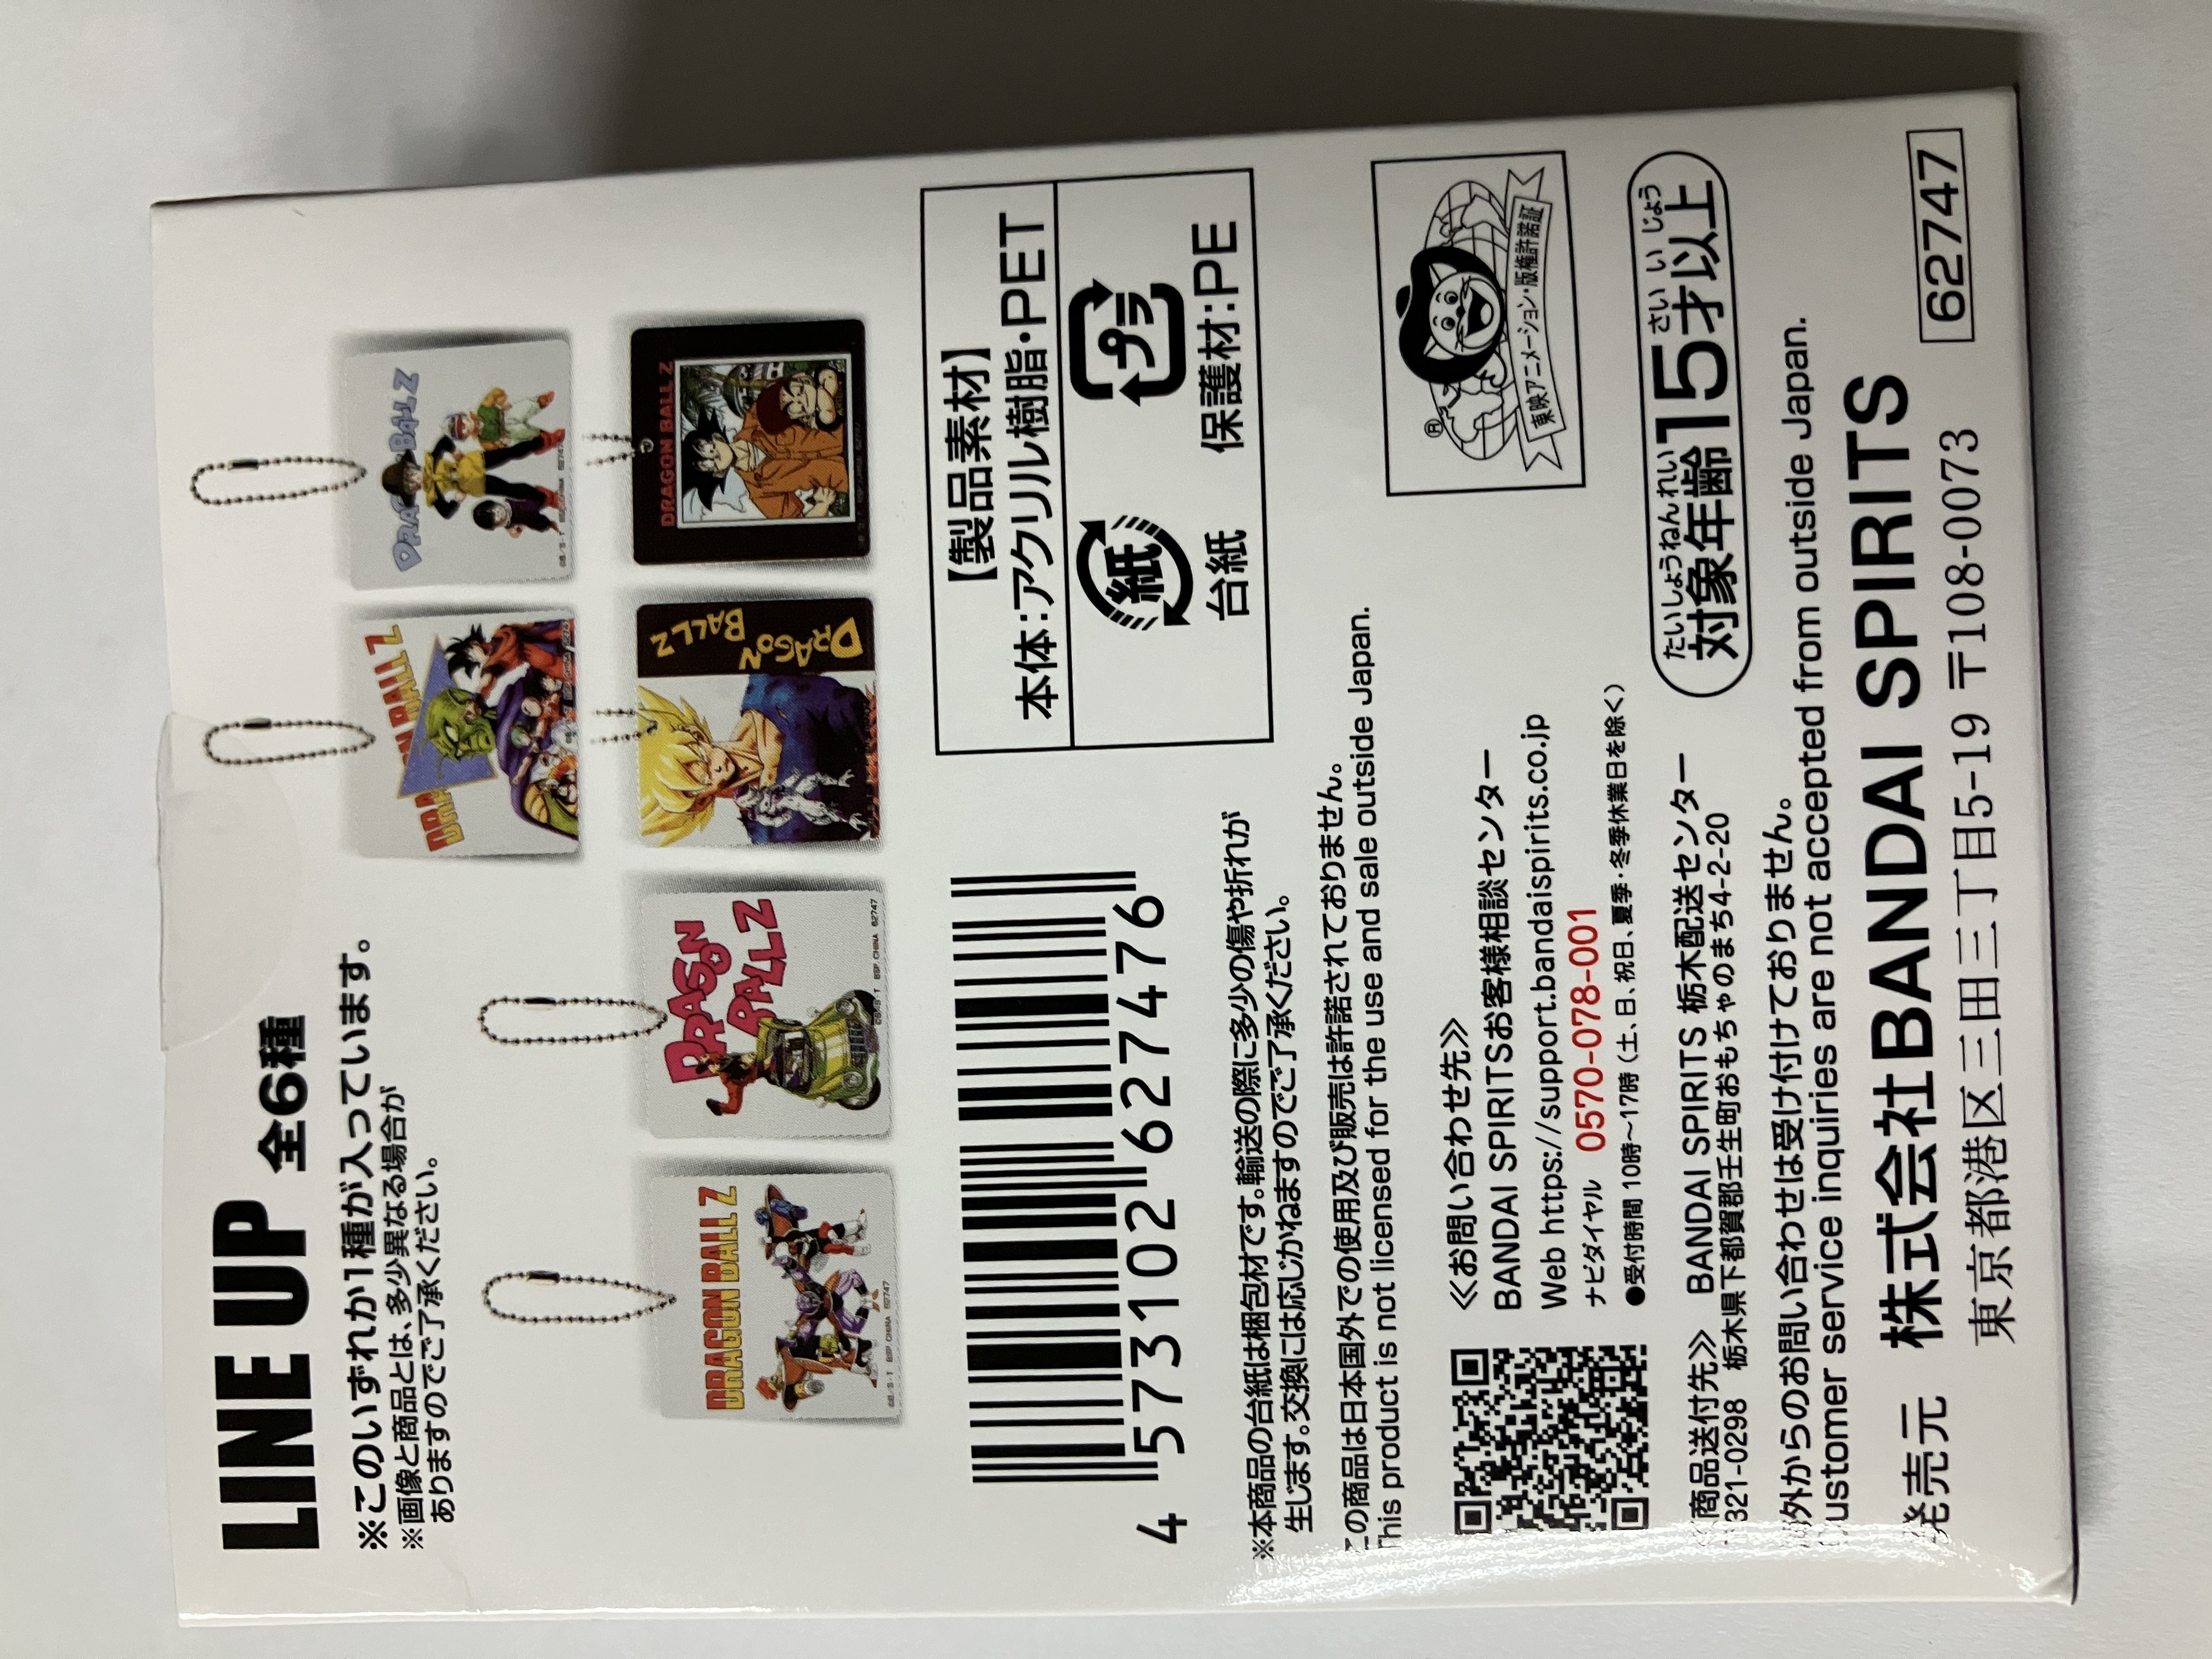 LINE UP 全6種
※このいずれか1種が入っています。
※画像と商品とは、多少異なる場合が
ありますのでご了承ください。
DRAGON BALL Z
DRAGON BALL Z
DRAGON BALL Z
BSP, CHINA 62747
DRAGON BALL Z
BSP, CHINA 62747
DRAGON BALL Z
DRAGON BALL Z
4 573102 627476
【製品素材】
本体：アクリル樹脂・PET
紙
台紙
プラ
保護材：PE
※本商品の台紙は梱包材です。輸送の際に多少の傷や折れが
生じます。交換には応じかねますのでご了承ください。
この商品は日本国外での使用及び販売は許諾されておりません。
This product is not licensed for the use and sale outside Japan.
®
東映アニメーション・版権許諾証
≪お問い合わせ先≫
BANDAI SPIRITSお客様相談センター
Web https://support.bandaispirits.co.jp
ナビダイヤル 0570-078-001
●受付時間 10時～17時（土、日、祝日、夏季・冬季休業日を除く）
≪商品送付先≫ BANDAI SPIRITS 栃木配送センター
321-0298 栃木県下都賀郡壬生町おもちゃのまち4-2-20
たいしょうねんれい さい い じょう
対象年齢15才以上
海外からのお問い合わせは受け付けておりません。
Customer service inquiries are not accepted from outside Japan.
発売元 株式会社BANDAI SPIRITS
東京都港区三田三丁目5-19 〒108-0073
62747